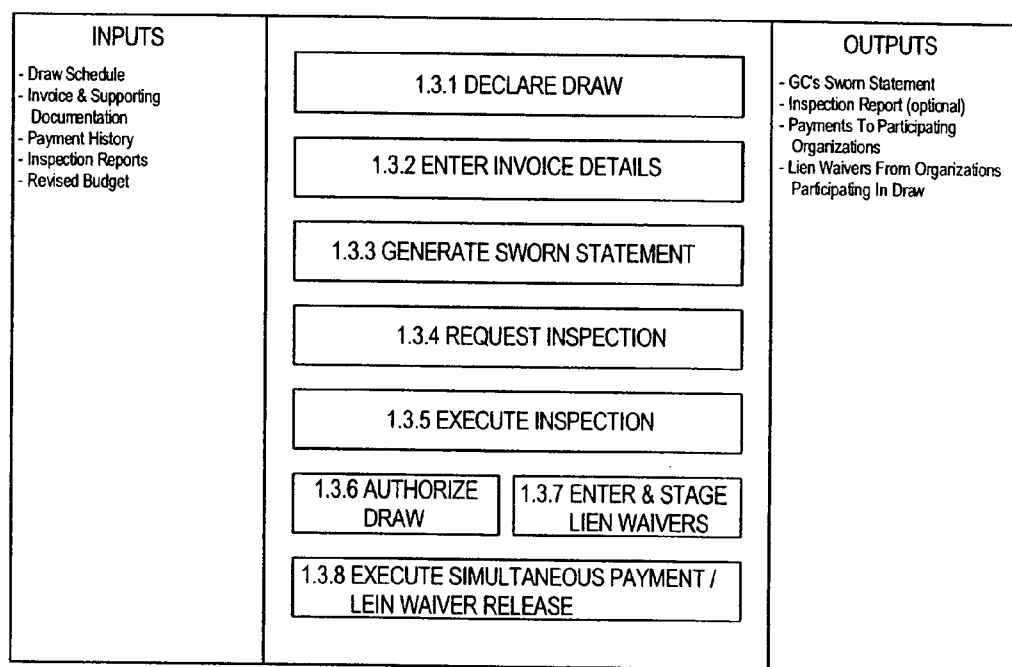 INPUTS
- Draw Schedule
- Invoice & Supporting
Documentation
- Payment History
- Inspection Reports
- Revised Budget
1.3.1 DECLARE DRAW
1.3.2 ENTER INVOICE DETAILS
1.3.3 GENERATE SWORN STATEMENT
1.3.4 REQUEST INSPECTION
1.3.5 EXECUTE INSPECTION
1.3.6 AUTHORIZE
DRAW
1.3.7 ENTER & STAGE
LIEN WAIVERS
1.3.8 EXECUTE SIMULTANEOUS PAYMENT /
LEIN WAIVER RELEASE
OUTPUTS
- GC's Sworn Statement
- Inspection Report (optional)
- Payments To Participating
Organizations
- Lien Waivers From Organizations
Participating In Draw